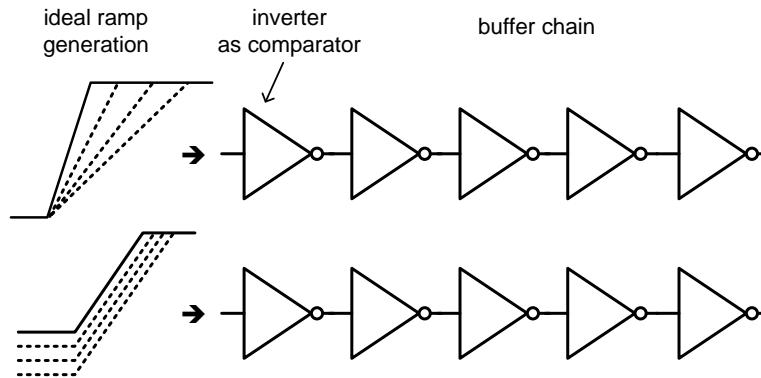 ideal ramp
generation
inverter
as comparator
buffer chain